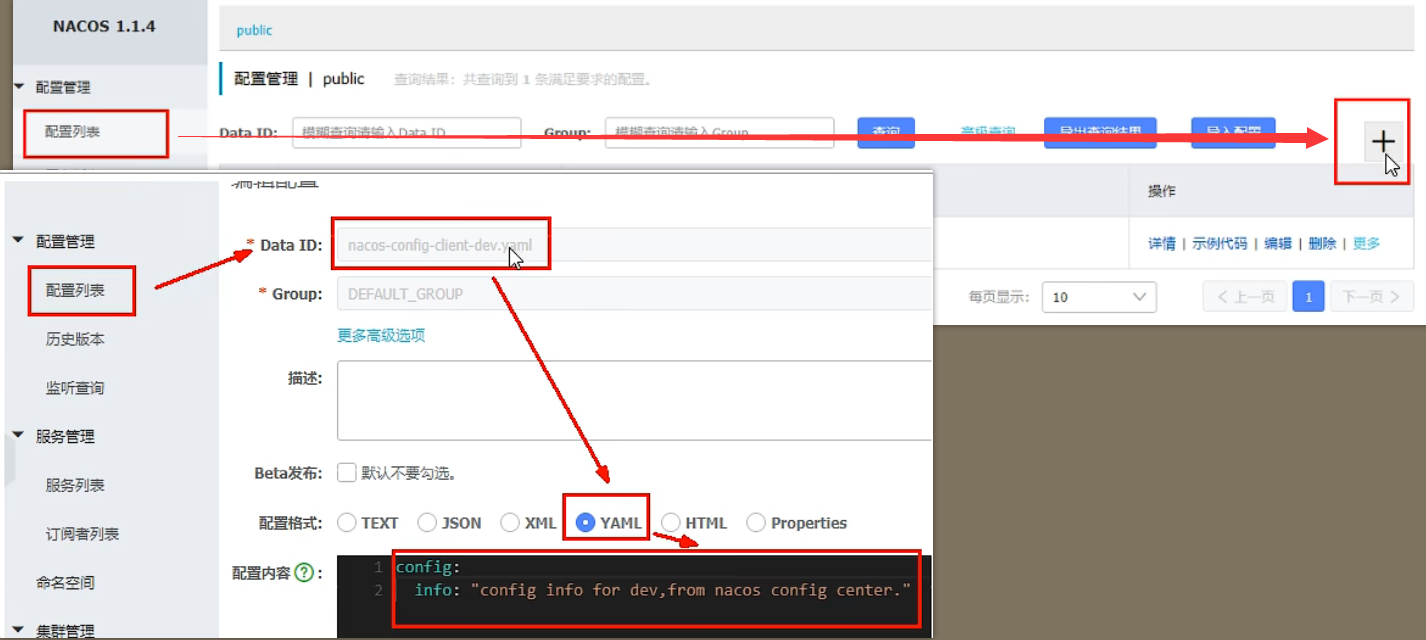 NACOS 1.1.4
public
配置管理
配置管理 | public 查询结果：共查询到 1 条满足要求的配置。
配置列表
Data ID: 模糊查询请输入Data ID Group: 模糊查询请输入Group 查询 高级查询 导出查询结果 导入配置
操作
详情 | 示例代码 | 编辑 | 删除 | 更多
每页显示: 10 上一页 1 下一页
编辑配置
配置管理
* Data ID: nacos-config-client-dev.yaml
配置列表
* Group: DEFAULT_GROUP
更多高级选项
历史版本
描述:
监听查询
服务管理
Beta发布: 默认不要勾选。
服务列表
配置格式: TEXT JSON XML YAML HTML Properties
订阅者列表
配置内容 ? : 1 config:
命名空间
2 info: "config info for dev,from nacos config center."
集群管理